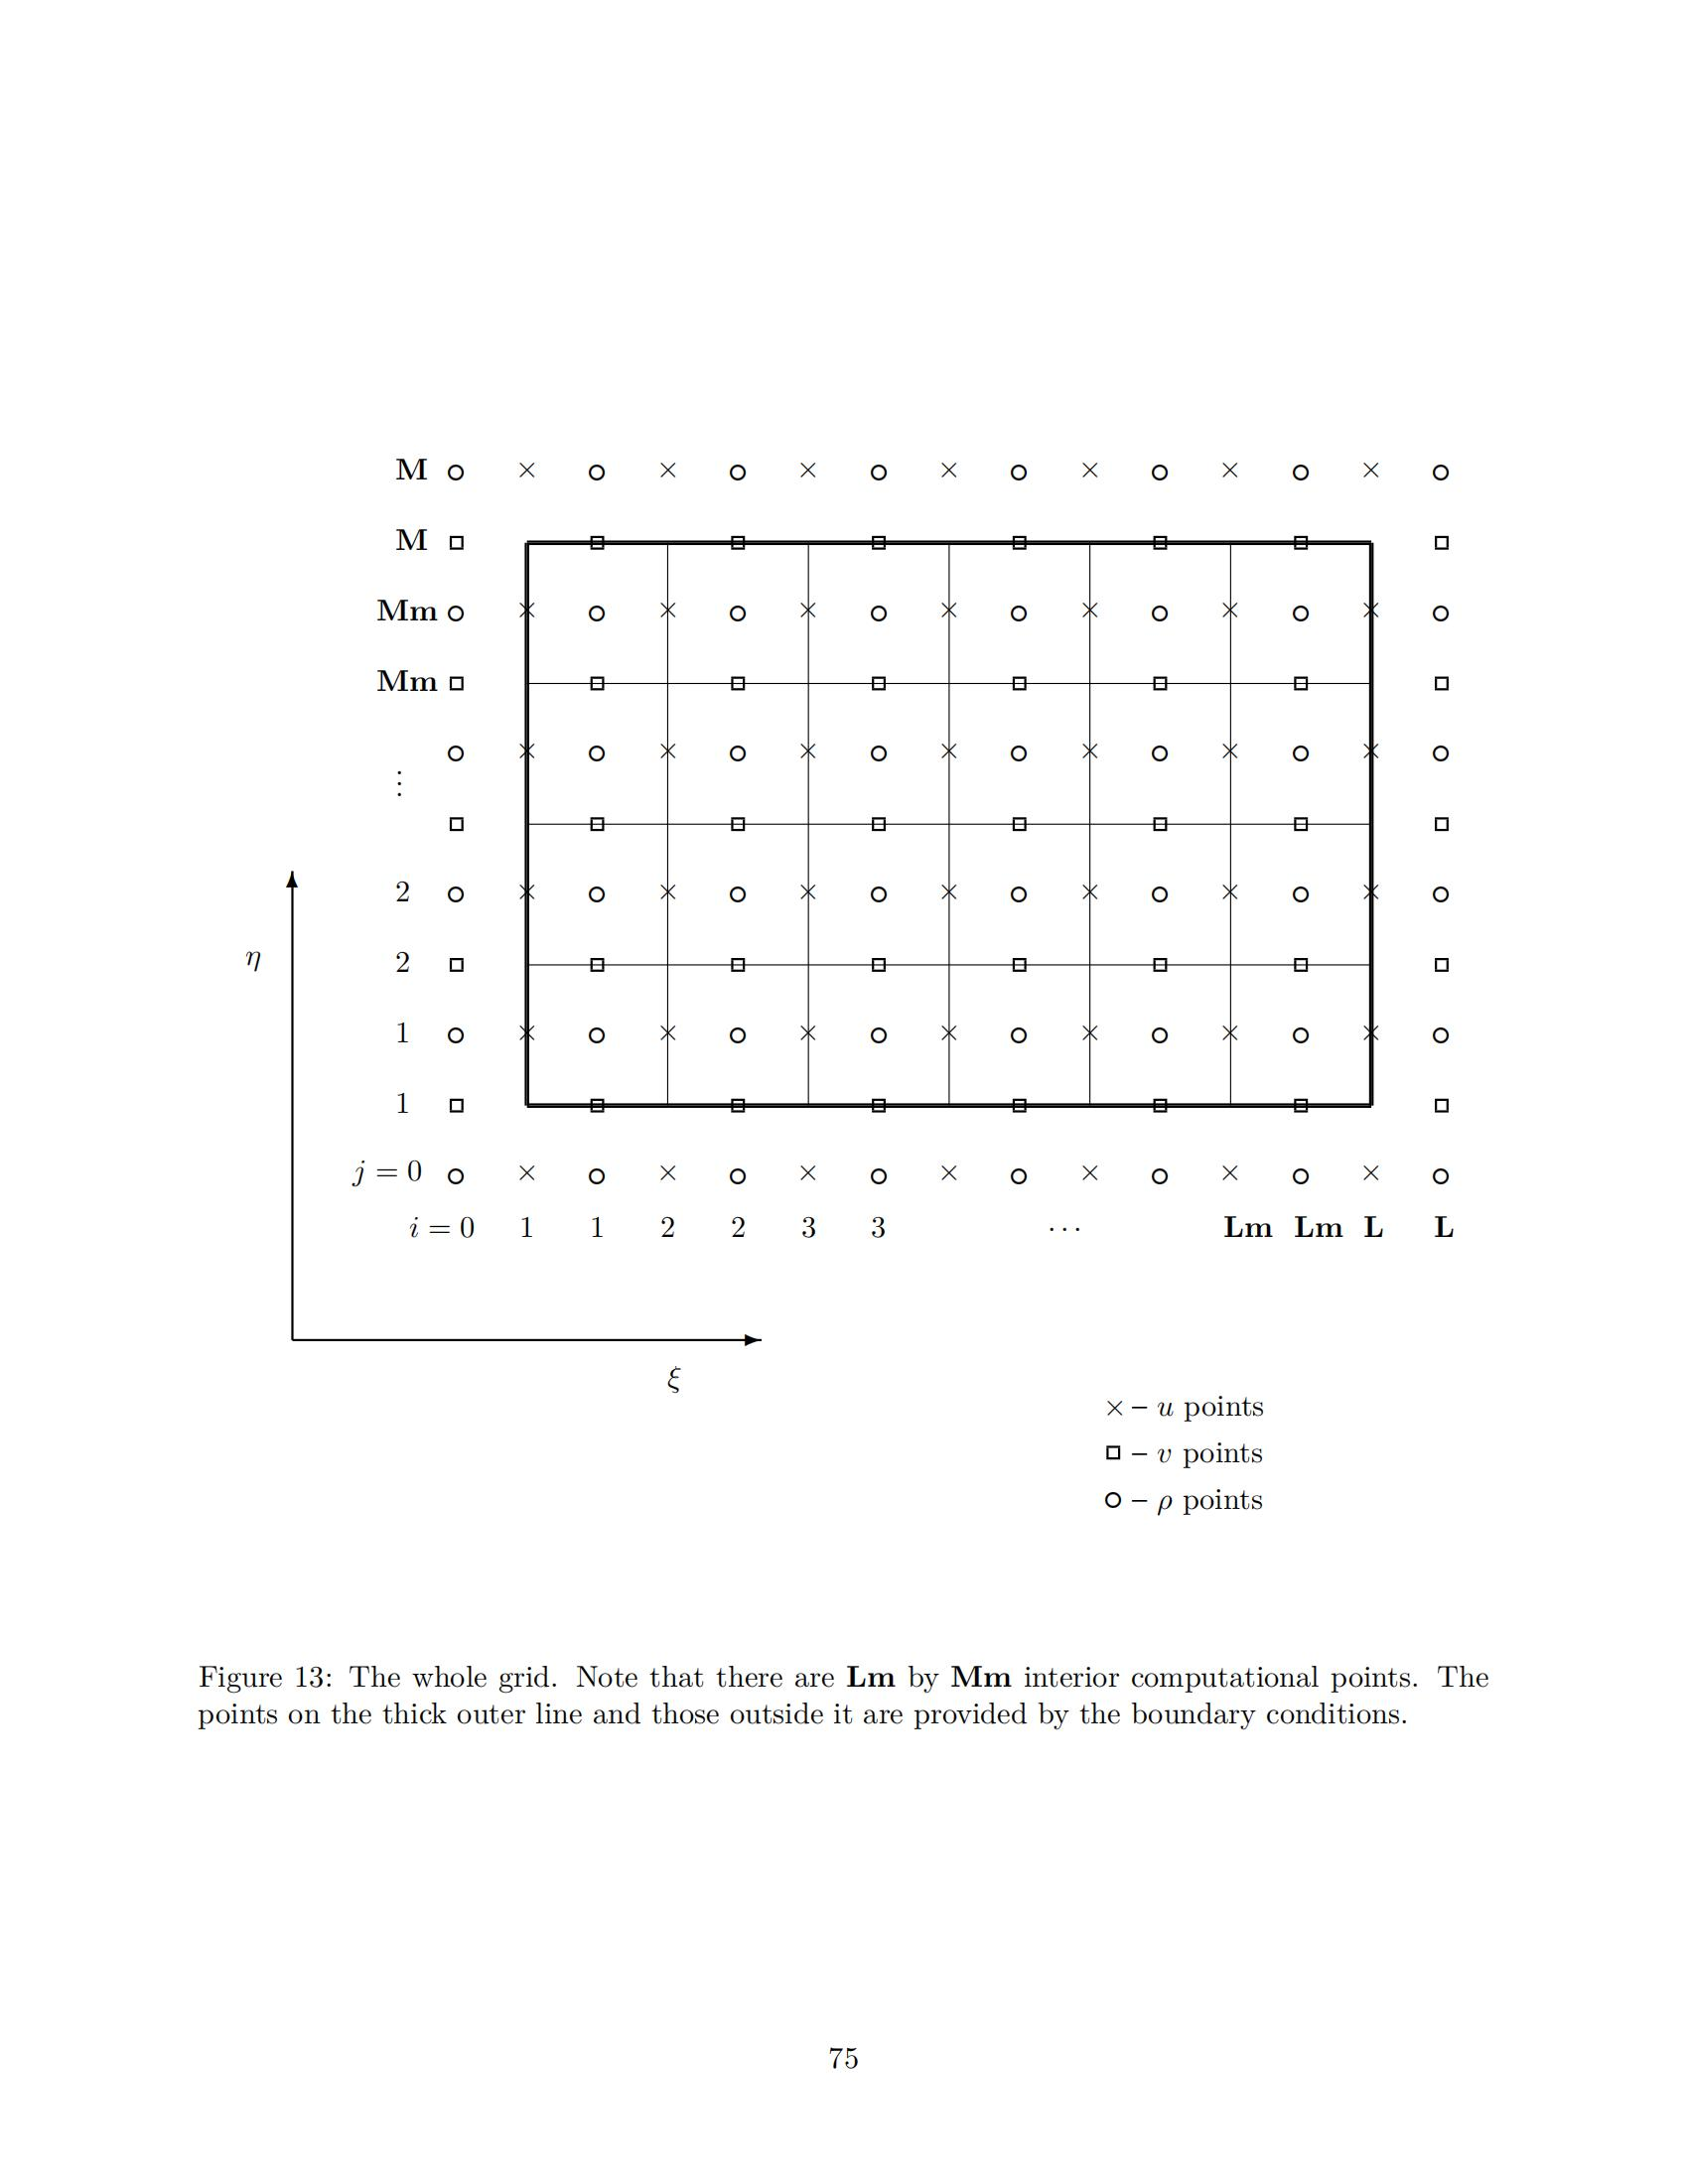 M
M
Mm
Mm
⋮
2
η
2
1
1
j = 0
i = 0 1 1 2 2 3 3 ··· Lm Lm L L
ξ
× – u points
□ – v points
○ – ρ points
Figure 13: The whole grid. Note that there are Lm by Mm interior computational points. The
points on the thick outer line and those outside it are provided by the boundary conditions.
75